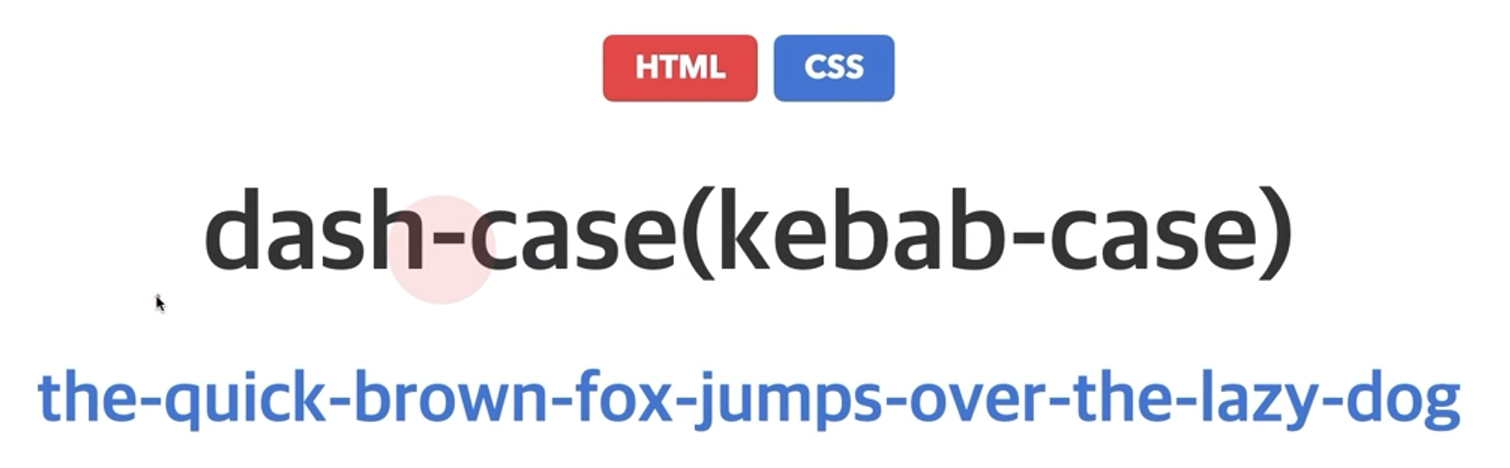 HTML CSS
dash-case(kebab-case)
the-quick-brown-fox-jumps-over-the-lazy-dog